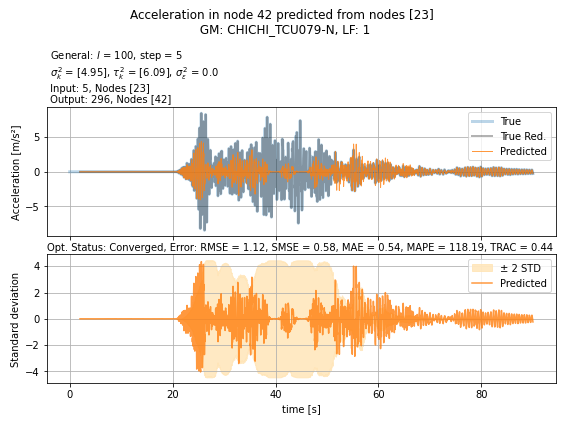 Acceleration in node 42 predicted from nodes [23]
GM: CHICHI_TCU079-N, LF: 1
General: l = 100, step = 5
σ²ₖ = [4.95], τ²ₖ = [6.09], σ²ε = 0.0
Input: 5, Nodes [23]
Output: 296, Nodes [42]
Acceleration [m/s²]
5
0
−5
True
True Red.
Predicted
Opt. Status: Converged, Error: RMSE = 1.12, SMSE = 0.58, MAE = 0.54, MAPE = 118.19, TRAC = 0.44
Standard deviation
4
2
0
−2
−4
± 2 STD
Predicted
0 20 40 60 80
time [s]